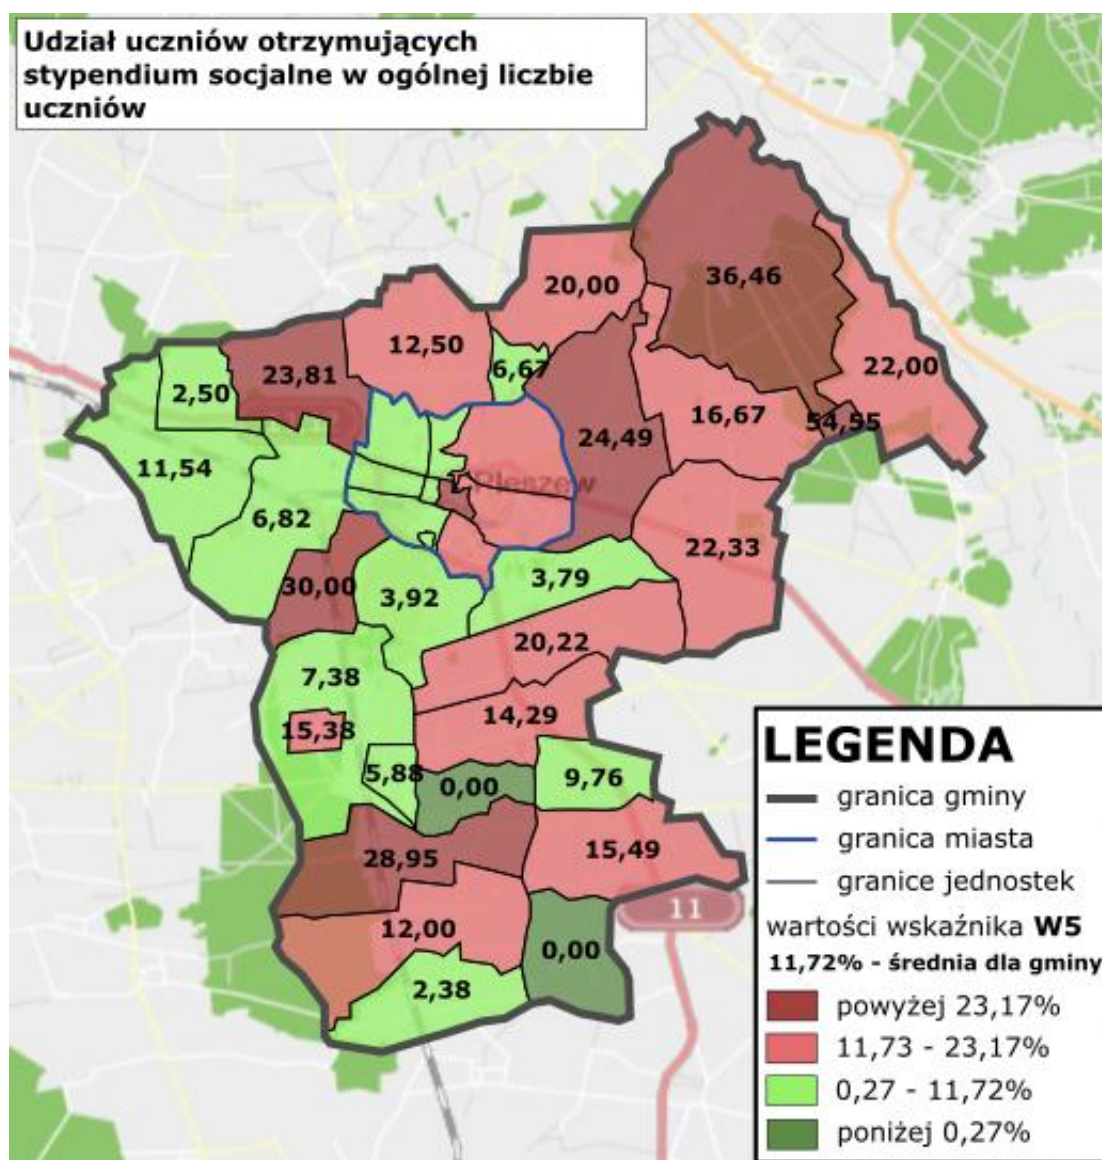 Udział uczniów otrzymujących
stypendium socjalne w ogólnej liczbie
uczniów
36,46
20,00
12,50
22,00
6,67
23,81
2,50
16,67
54,55
24,49
11,54
Pleszew
6,82
22,33
30,00
3,92
3,79
20,22
7,38
14,29
15,38
5,88
0,00
9,76
28,95
15,49
12,00
0,00
2,38
11
LEGENDA
granica gminy
granica miasta
granice jednostek
wartości wskaźnika W5
11,72% - średnia dla gminy
powyżej 23,17%
11,73 - 23,17%
0,27 - 11,72%
poniżej 0,27%